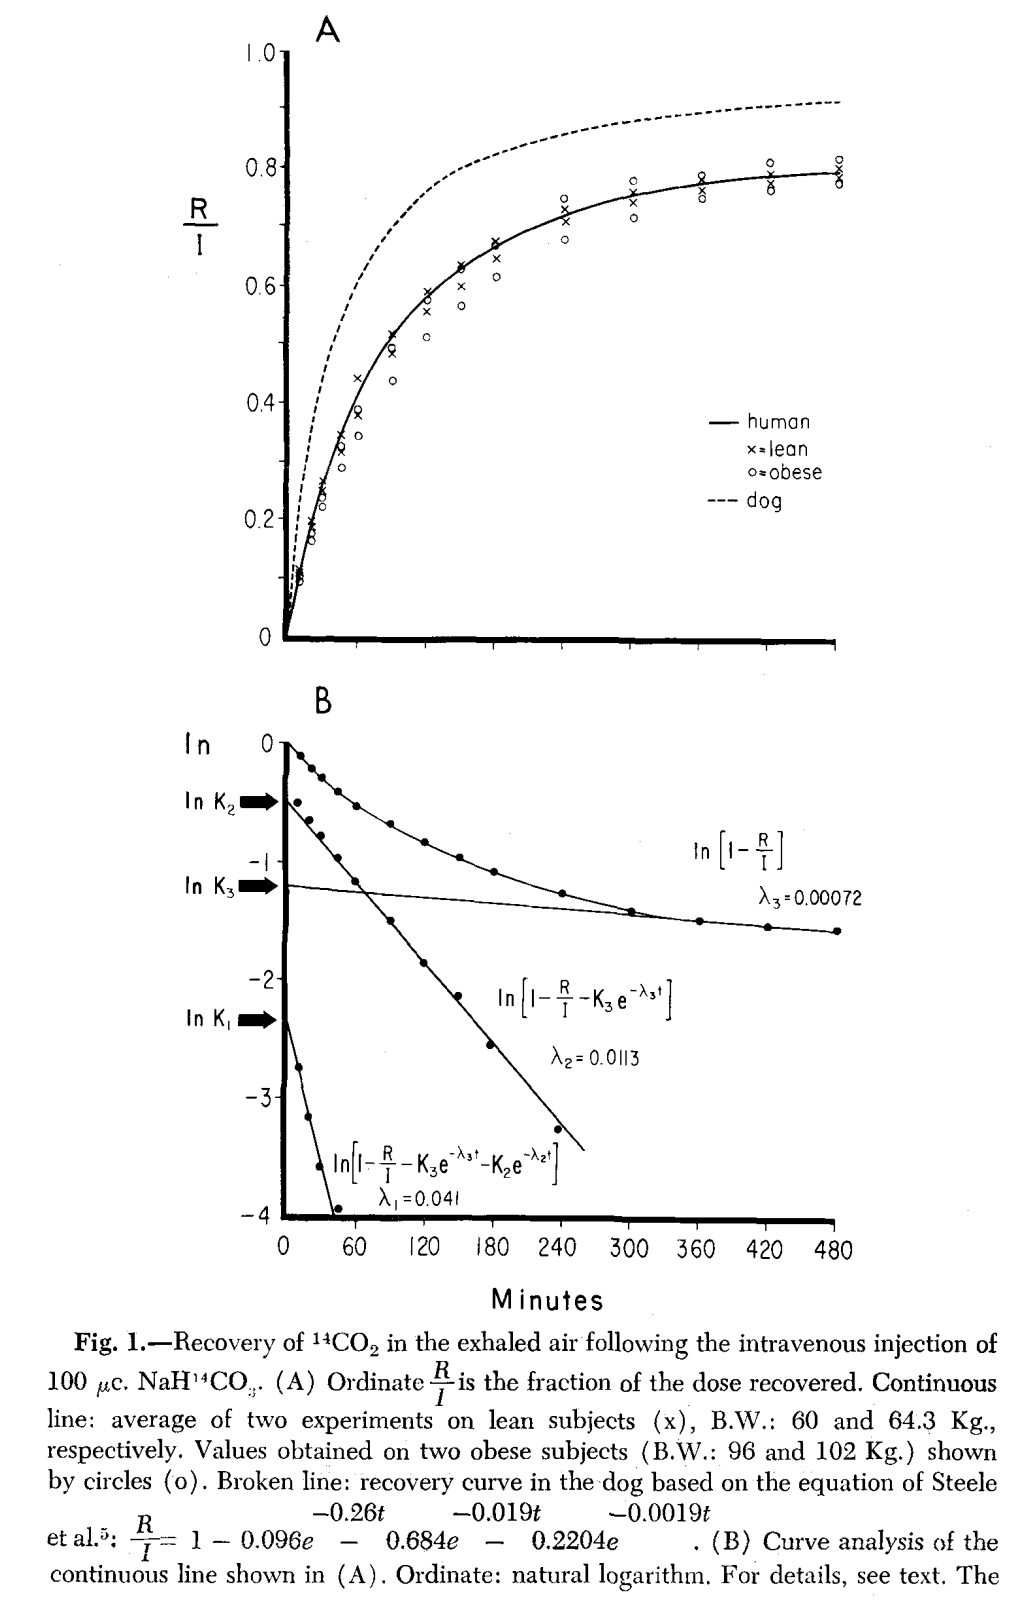 A
1.0
0.8
R
I
0.6
0.4
0.2
0
human
x=lean
o=obese
dog
B
ln
0
ln K₂
-1
ln K₃
-2
ln K₁
-3
-4
ln [1 - R/I]
λ₃=0.00072
ln [1 - R/I - K₃e^-λ₃t]
λ₂=0.0113
ln[1 - R/I - K₃e^-λ₃t - K₂e^-λ₂t]
λ₁=0.041
0 60 120 180 240 300 360 420 480
Minutes
Fig. 1.—Recovery of ¹⁴CO₂ in the exhaled air following the intravenous injection of
100 μc. NaH¹⁴CO₃. (A) Ordinate R/I is the fraction of the dose recovered. Continuous
line: average of two experiments on lean subjects (x), B.W.: 60 and 64.3 Kg.,
respectively. Values obtained on two obese subjects (B.W.: 96 and 102 Kg.) shown
by circles (o). Broken line: recovery curve in the dog based on the equation of Steele
-0.26t -0.019t -0.0019t
et al.⁵: R/I = 1 - 0.096e - 0.684e - 0.2204e . (B) Curve analysis of the
continuous line shown in (A). Ordinate: natural logarithm. For details, see text. The